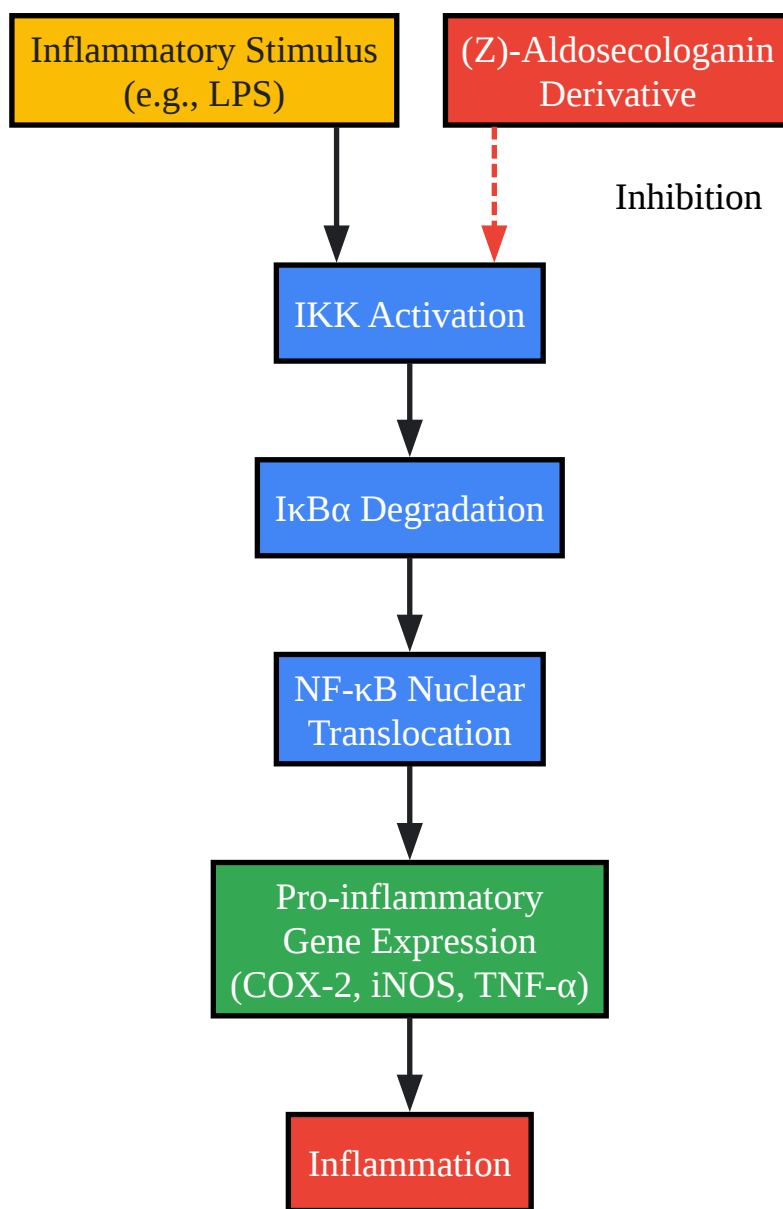 Inflammatory Stimulus
(e.g., LPS)
(Z)-Aldosecologanin
Derivative
Inhibition
IKK Activation
IκBα Degradation
NF-κB Nuclear
Translocation
Pro-inflammatory
Gene Expression
(COX-2, iNOS, TNF-α)
Inflammation